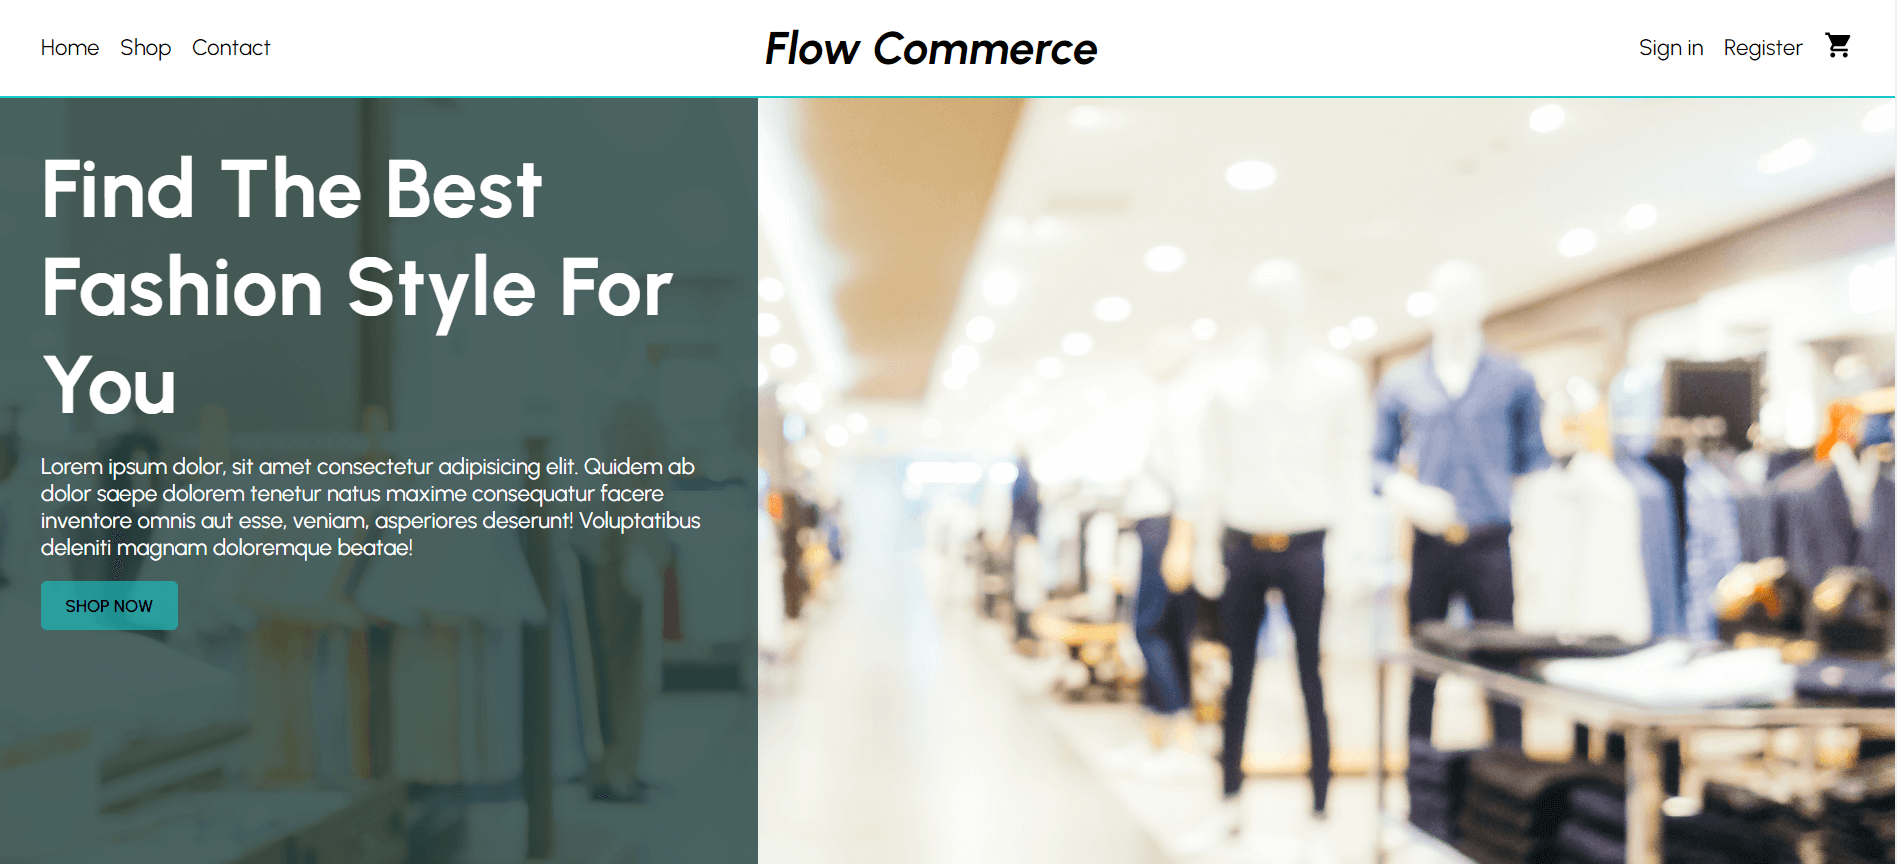 Home Shop Contact
Flow Commerce
Sign in Register
Find The Best
Fashion Style For
You
Lorem ipsum dolor, sit amet consectetur adipisicing elit. Quidem ab
dolor saepe dolorem tenetur natus maxime consequatur facere
inventore omnis aut esse, veniam, asperiores deserunt! Voluptatibus
deleniti magnam doloremque beatae!
SHOP NOW